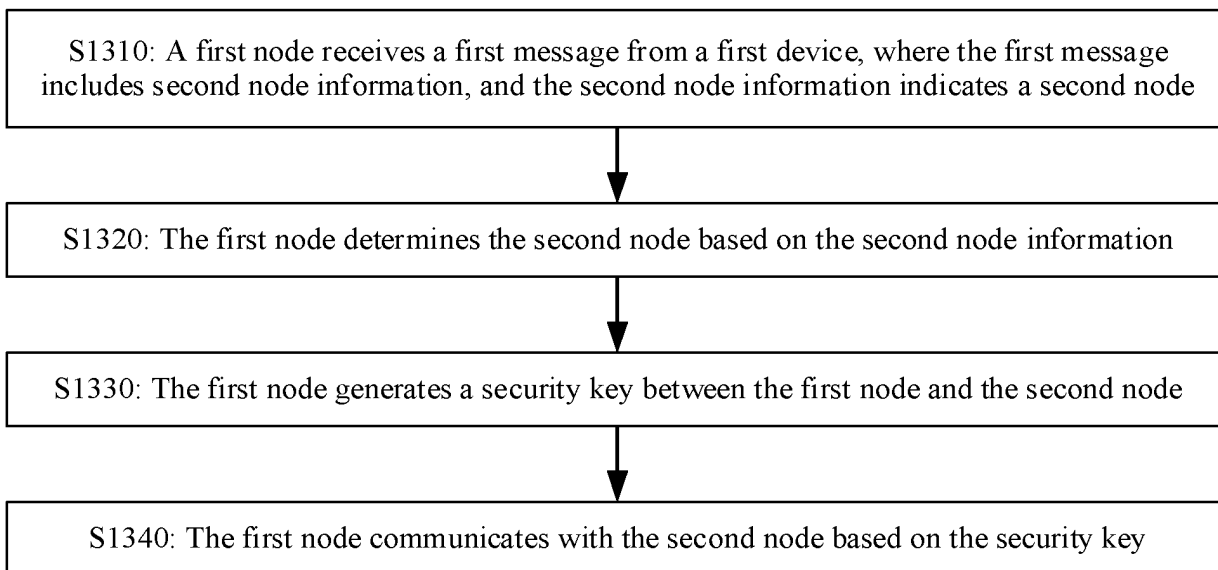 S1310: A first node receives a first message from a first device, where the first message
includes second node information, and the second node information indicates a second node
S1320: The first node determines the second node based on the second node information
S1330: The first node generates a security key between the first node and the second node
S1340: The first node communicates with the second node based on the security key